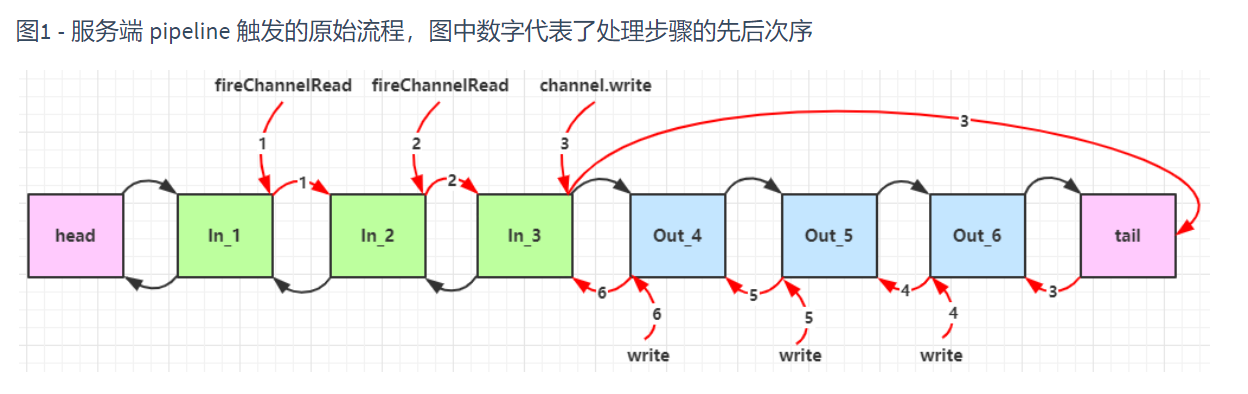 图1 - 服务端 pipeline 触发的原始流程，图中数字代表了处理步骤的先后次序
fireChannelRead fireChannelRead channel.write
1 2 3 3
1 2
head In_1 In_2 In_3 Out_4 Out_5 Out_6 tail
6 5 4 3
6 5 4
write write write